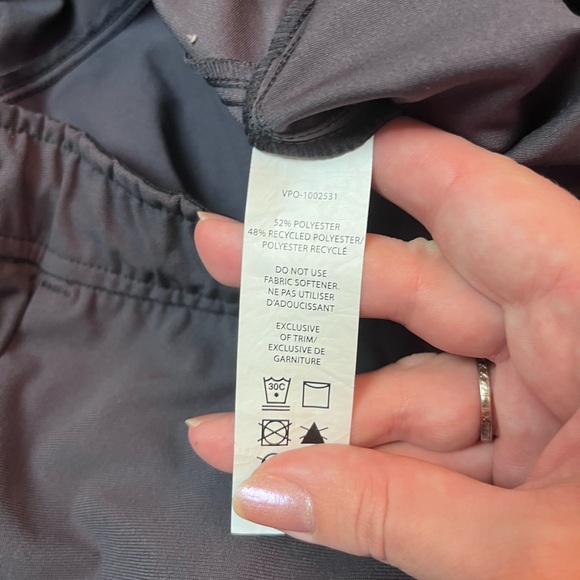 VPO-1002531
52% POLYESTER
48% RECYCLED POLYESTER/
POLYESTER RECYCLÉ
DO NOT USE
FABRIC SOFTENER.
NE PAS UTILISER
D'ADOUCISSANT
EXCLUSIVE
OF TRIM/
EXCLUSIVE DE
GARNITURE
30C